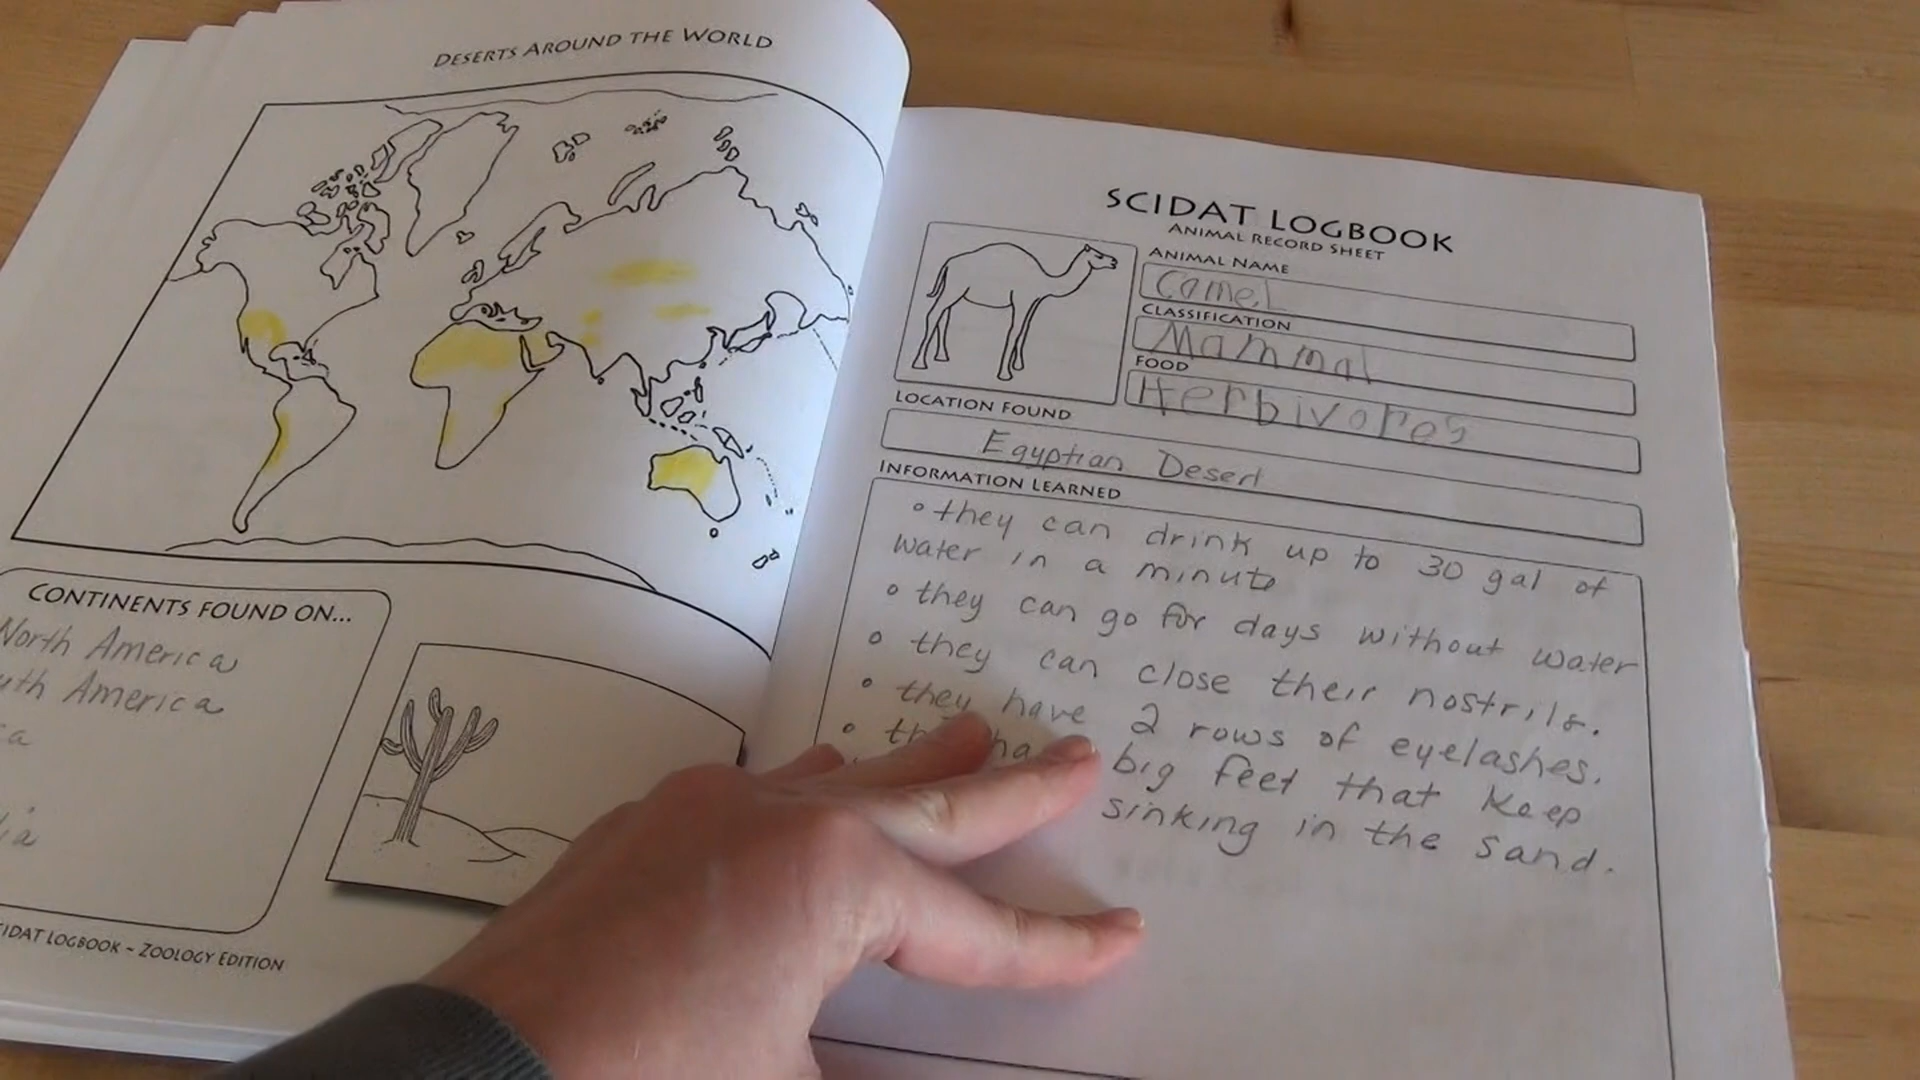 DESERTS AROUND THE WORLD
CONTINENTS FOUND ON...
North America
America
SCIDAT LOGBOOK ~ ZOOLOGY EDITION
SCIDAT LOGBOOK
ANIMAL RECORD SHEET
ANIMAL NAME
Camel
CLASSIFICATION
Mammal
FOOD
Herbivores
LOCATION FOUND
Egyptian Desert
INFORMATION LEARNED
• they can drink up to 30 gal of
water in a minute
• they can go for days without water
• they can close their nostrils.
• they have 2 rows of eyelashes.
• big feet that keep
sinking in the sand.